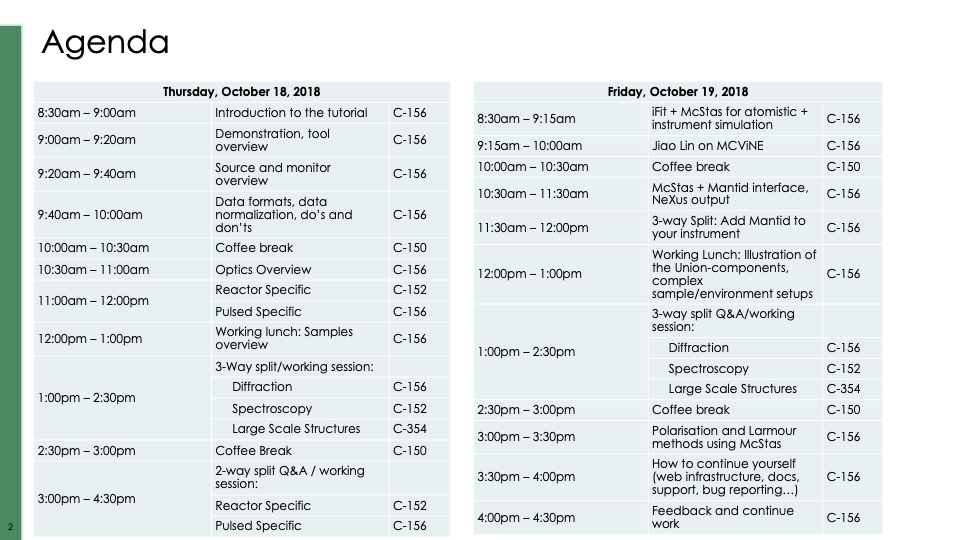 Agenda
Thursday, October 18, 2018
8:30am – 9:00am Introduction to the tutorial C-156
9:00am – 9:20am Demonstration, tool
overview C-156
9:20am – 9:40am Source and monitor
overview C-156
9:40am – 10:00am Data formats, data
normalization, do’s and
don’ts C-156
10:00am – 10:30am Coffee break C-150
10:30am – 11:00am Optics Overview C-156
11:00am – 12:00pm Reactor Specific C-152
Pulsed Specific C-156
12:00pm – 1:00pm Working lunch: Samples
overview C-156
1:00pm – 2:30pm 3-Way split/working session:
Diffraction C-156
Spectroscopy C-152
Large Scale Structures C-354
2:30pm – 3:00pm Coffee Break C-150
3:00pm – 4:30pm 2-way split Q&A / working
session:
Reactor Specific C-152
Pulsed Specific C-156
Friday, October 19, 2018
8:30am – 9:15am iFit + McStas for atomistic +
instrument simulation C-156
9:15am – 10:00am Jiao Lin on MCViNE C-156
10:00am – 10:30am Coffee break C-150
10:30am – 11:30am McStas + Mantid interface,
NeXus output C-156
11:30am – 12:00pm 3-way Split: Add Mantid to
your instrument C-156
12:00pm – 1:00pm Working Lunch: Illustration of
the Union-components,
complex
sample/environment setups C-156
1:00pm – 2:30pm 3-way split Q&A/working
session:
Diffraction C-156
Spectroscopy C-152
Large Scale Structures C-354
2:30pm – 3:00pm Coffee break C-150
3:00pm – 3:30pm Polarisation and Larmour
methods using McStas C-156
3:30pm – 4:00pm How to continue yourself
(web infrastructure, docs,
support, bug reporting…) C-156
4:00pm – 4:30pm Feedback and continue
work C-156
2